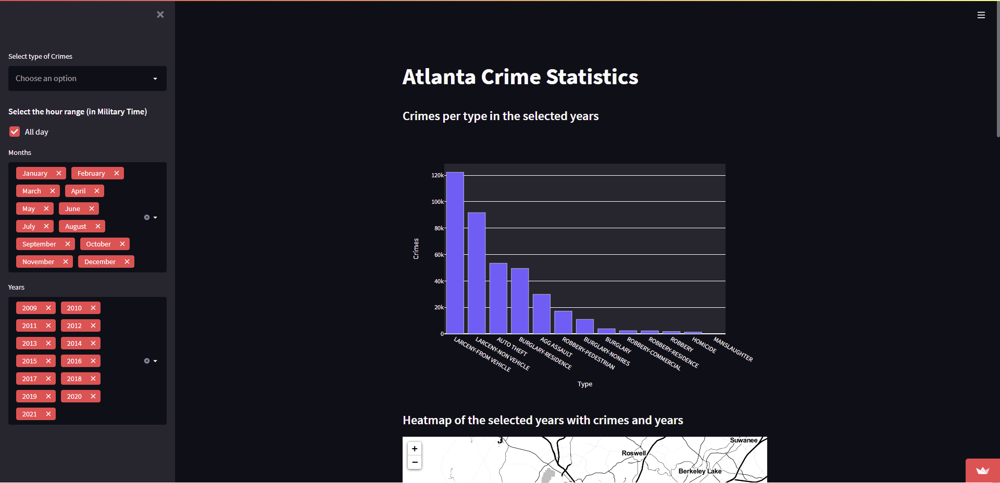 Select type of Crimes
Choose an option
Select the hour range (in Military Time)
All day
Months
January February
March April
May June
July August
September October
November December
Years
2009 2010
2011 2012
2013 2014
2015 2016
2017 2018
2019 2020
2021
Atlanta Crime Statistics
Crimes per type in the selected years
120k
100k
80k
60k
40k
20k
0
Crimes
LARCENY-FROM VEHICLE
LARCENY-NON VEHICLE
AUTO THEFT
BURGLARY-RESIDENCE
AGG ASSAULT
ROBBERY-PEDESTRIAN
BURGLARY-NONRES
BURGLARY
ROBBERY-COMMERCIAL
ROBBERY-RESIDENCE
ROBBERY
HOMICIDE
MANSLAUGHTER
Type
Heatmap of the selected years with crimes and years
+
−
Suwanee
Roswell
Berkeley Lake